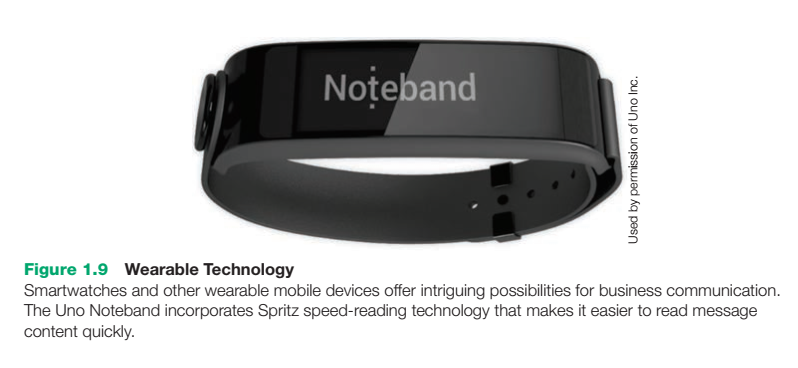 Noteband
Used by permission of Uno Inc.
Figure 1.9 Wearable Technology
Smartwatches and other wearable mobile devices offer intriguing possibilities for business communication.
The Uno Noteband incorporates Spritz speed-reading technology that makes it easier to read message
content quickly.